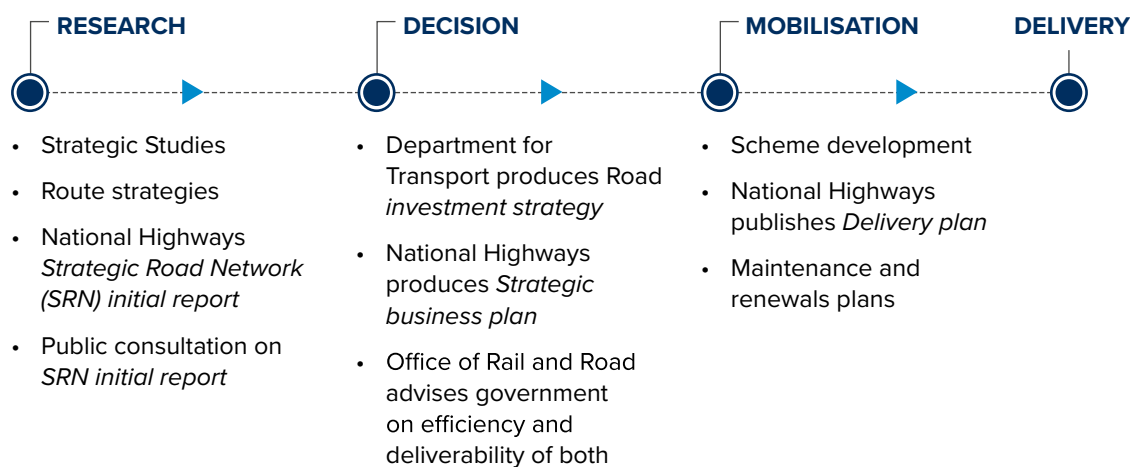 RESEARCH
• Strategic Studies
• Route strategies
• National Highways
Strategic Road Network
(SRN) initial report
• Public consultation on
SRN initial report
DECISION
• Department for
Transport produces Road
investment strategy
• National Highways
produces Strategic
business plan
• Office of Rail and Road
advises government
on efficiency and
deliverability of both
MOBILISATION
• Scheme development
• National Highways
publishes Delivery plan
• Maintenance and
renewals plans
DELIVERY